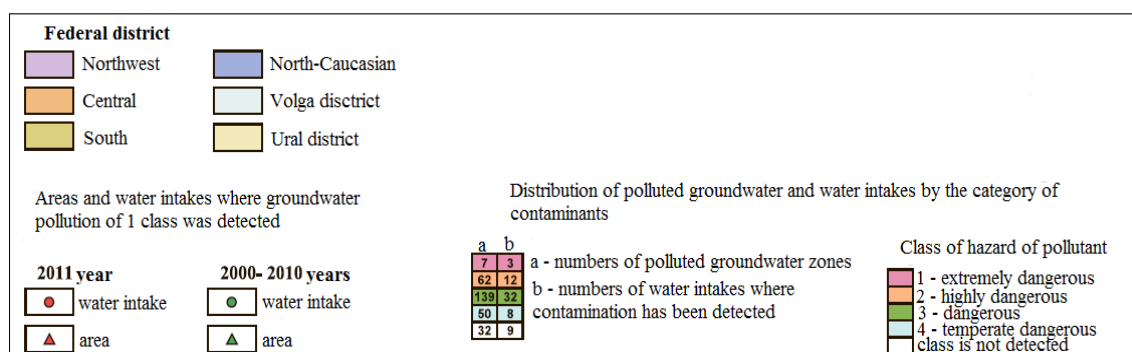 Federal district
Northwest
North-Caucasian
Central
Volga disctrict
South
Ural district
Areas and water intakes where groundwater
pollution of 1 class was detected
2011 year
2000- 2010 years
water intake
water intake
area
area
Distribution of polluted groundwater and water intakes by the category of
contaminants
a b
7 3
62 12
139 32
50 8
32 9
a - numbers of polluted groundwater zones
b - numbers of water intakes where
contamination has been detected
Class of hazard of pollutant
1 - extremely dangerous
2 - highly dangerous
3 - dangerous
4 - temperate dangerous
class is not detected